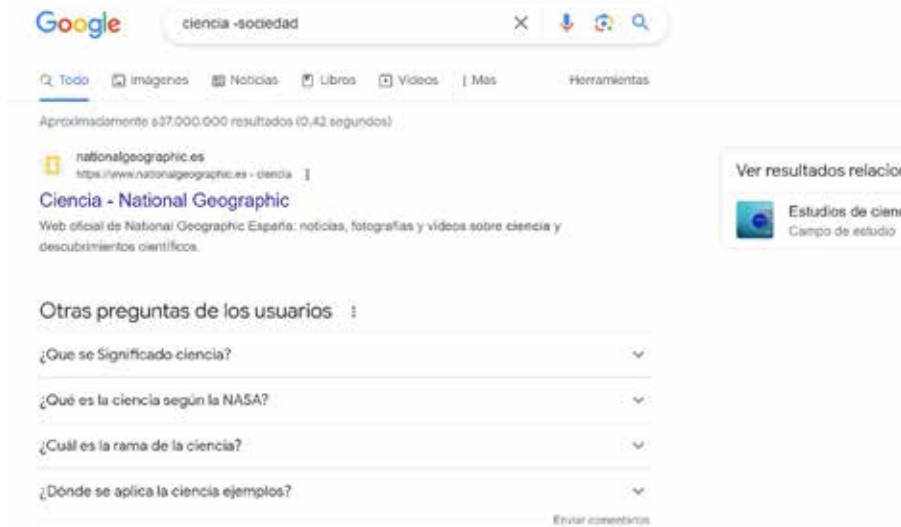 Google
ciencia -sociedad
Todo Imágenes Noticias Libros Videos Mas Herramientas
Aproximadamente 637.000.000 resultados (0,42 segundos)
nationalgeographic.es
https://www.nationalgeographic.es › ciencia
Ciencia - National Geographic
Web oficial de National Geographic España: noticias, fotografías y vídeos sobre ciencia y
descubrimientos científicos.
Otras preguntas de los usuarios
¿Que se Significado ciencia?
¿Qué es la ciencia según la NASA?
¿Cuál es la rama de la ciencia?
¿Dónde se aplica la ciencia ejemplos?
Enviar comentarios
Ver resultados relacion
Estudios de cienc
Campo de estudio